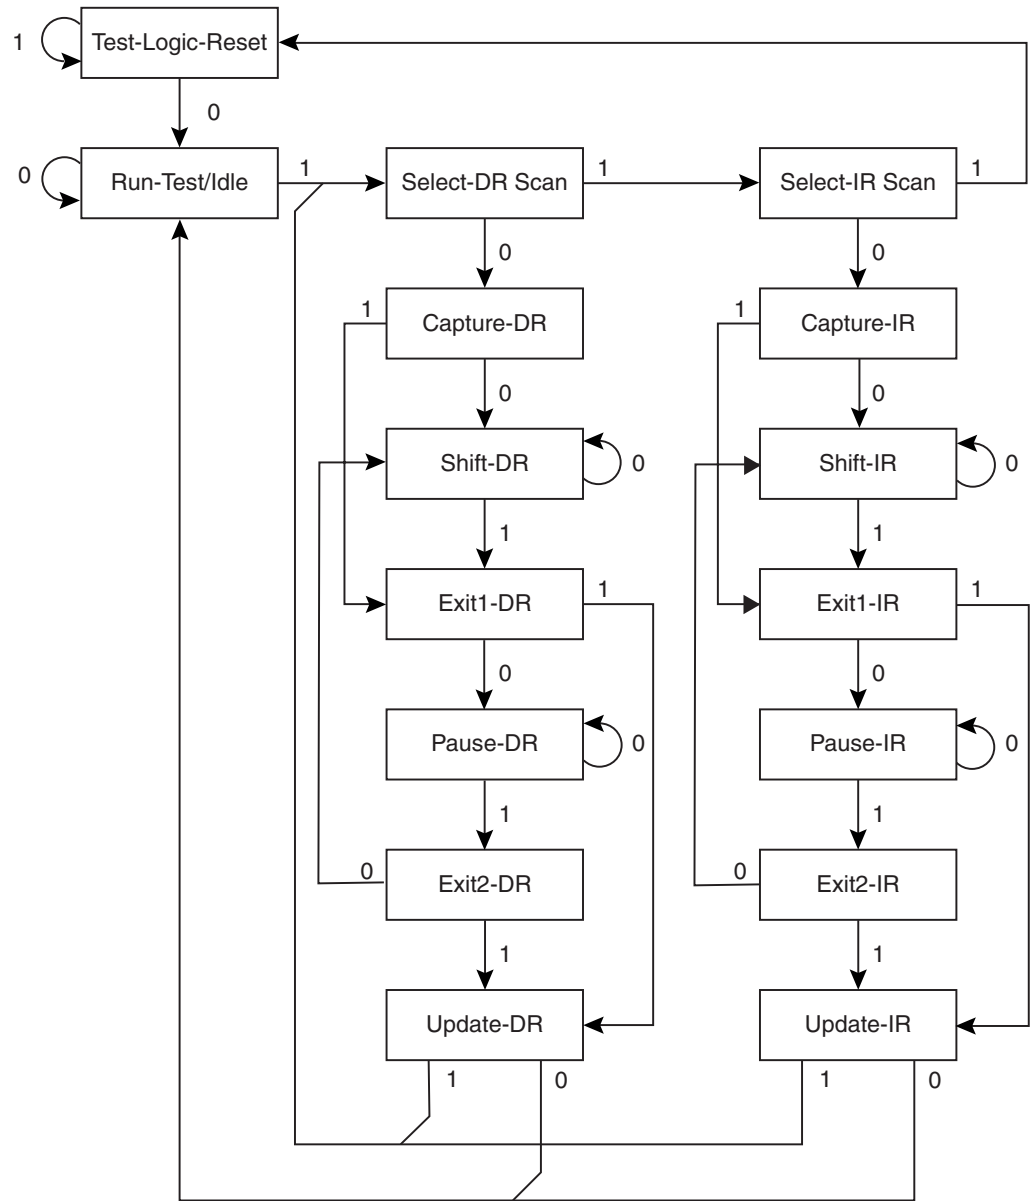 1
Test-Logic-Reset
0
0
Run-Test/Idle
1
Select-DR Scan
1
Select-IR Scan
1
0
0
1
Capture-DR
1
Capture-IR
0
0
Shift-DR
0
Shift-IR
0
1
1
Exit1-DR
1
Exit1-IR
1
0
0
Pause-DR
0
Pause-IR
0
1
1
0
Exit2-DR
0
Exit2-IR
1
1
Update-DR
Update-IR
1
0
1
0